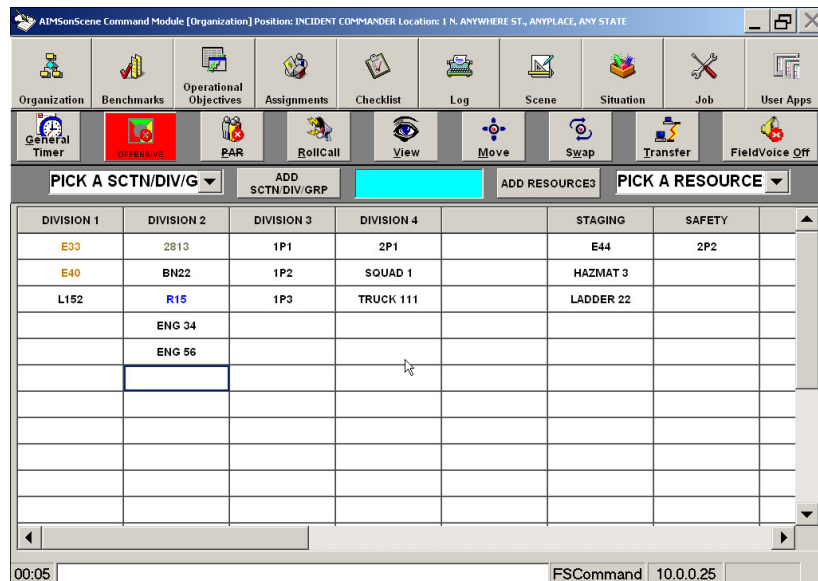 AIMSonScene Command Module [Organization] Position: INCIDENT COMMANDER Location: 1 N. ANYWHERE ST., ANYPLACE, ANY STATE
Organization Benchmarks Operational Objectives Assignments Checklist Log Scene Situation Job User Apps
General Timer OFFENSIVE PAR RollCall View Move Swap Transfer FieldVoice Off
PICK A SCTN/DIV/G ADD SCTN/DIV/GRP ADD RESOURCE3 PICK A RESOURCE
DIVISION 1 DIVISION 2 DIVISION 3 DIVISION 4 STAGING SAFETY
E33 2813 1P1 2P1 E44 2P2
E40 BN22 1P2 SQUAD 1 HAZMAT 3
L152 R15 1P3 TRUCK 111 LADDER 22
ENG 34
ENG 56
00:05 FSCommand 10.0.0.25